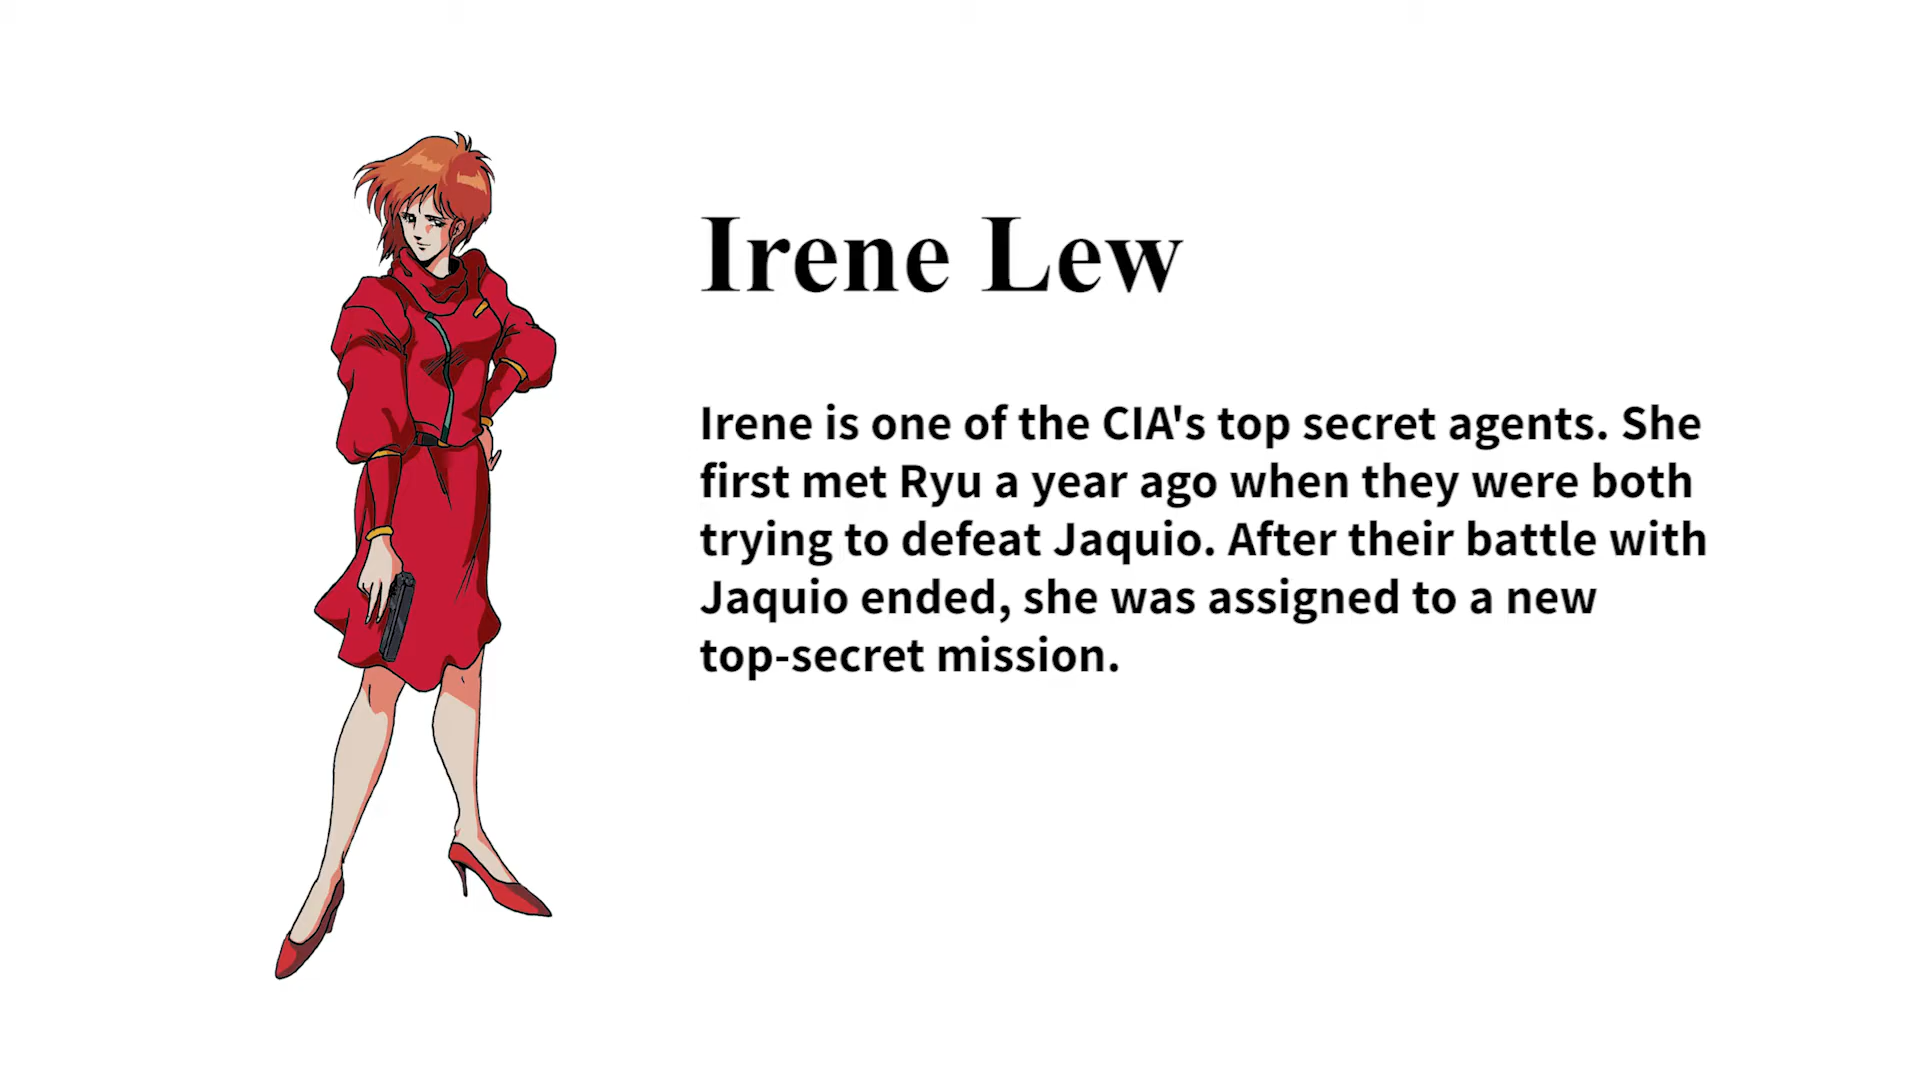 Irene Lew
Irene is one of the CIA's top secret agents. She
first met Ryu a year ago when they were both
trying to defeat Jaquio. After their battle with
Jaquio ended, she was assigned to a new
top-secret mission.